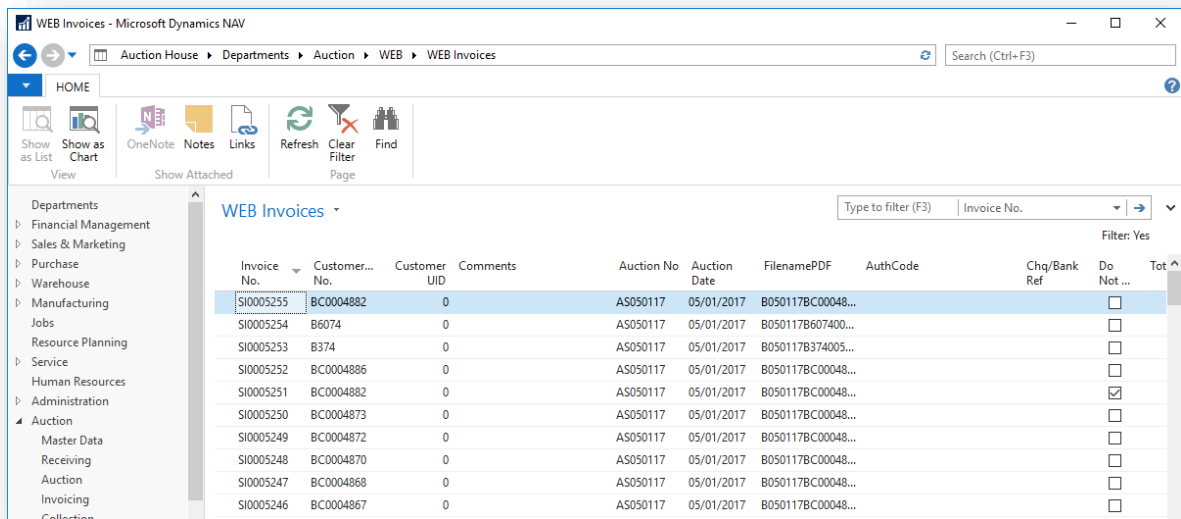 WEB Invoices - Microsoft Dynamics NAV
Auction House Departments Auction WEB WEB Invoices
Search (Ctrl+F3)
HOME
Show as List
Show as Chart
OneNote
Notes
Links
Refresh
Clear Filter
Find
View
Show Attached
Page
Departments
Financial Management
Sales & Marketing
Purchase
Warehouse
Manufacturing
Jobs
Resource Planning
Service
Human Resources
Administration
Auction
Master Data
Receiving
Auction
Invoicing
Collection
WEB Invoices
Type to filter (F3) Invoice No.
Filter: Yes
Invoice No. Customer... No. Customer UID Comments Auction No Auction Date FilenamePDF AuthCode Chq/Bank Ref Do Not ... Tot
SI0005255 BC0004882 0 AS050117 05/01/2017 B050117BC00048...
SI0005254 B6074 0 AS050117 05/01/2017 B050117B607400...
SI0005253 B374 0 AS050117 05/01/2017 B050117B374005...
SI0005252 BC0004886 0 AS050117 05/01/2017 B050117BC00048...
SI0005251 BC0004882 0 AS050117 05/01/2017 B050117BC00048...
SI0005250 BC0004873 0 AS050117 05/01/2017 B050117BC00048...
SI0005249 BC0004872 0 AS050117 05/01/2017 B050117BC00048...
SI0005248 BC0004870 0 AS050117 05/01/2017 B050117BC00048...
SI0005247 BC0004868 0 AS050117 05/01/2017 B050117BC00048...
SI0005246 BC0004867 0 AS050117 05/01/2017 B050117BC00048...